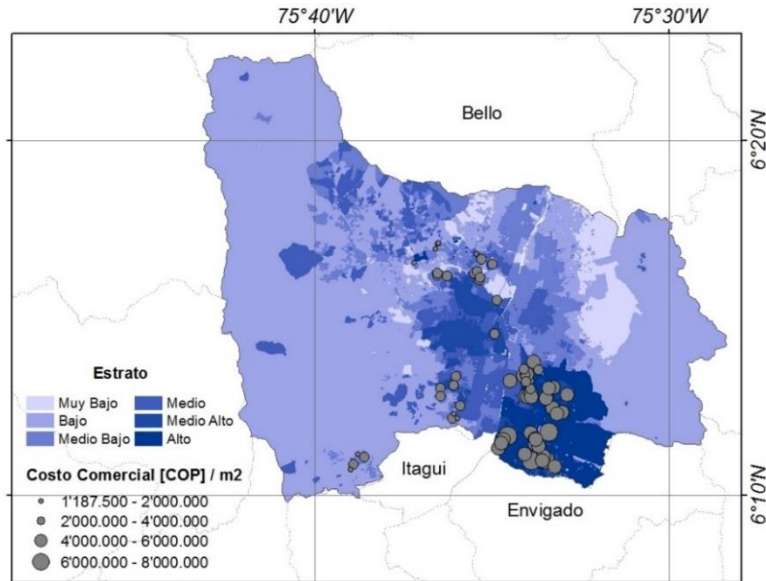 75°40'W 75°30'W
Bello
6°20'N
Estrato
Muy Bajo Medio
Bajo Medio Alto
Medio Bajo Alto
Costo Comercial [COP] / m2
1'187.500 - 2'000.000
2'000.000 - 4'000.000
4'000.000 - 6'000.000
6'000.000 - 8'000.000
Itagui
Envigado
6°10'N